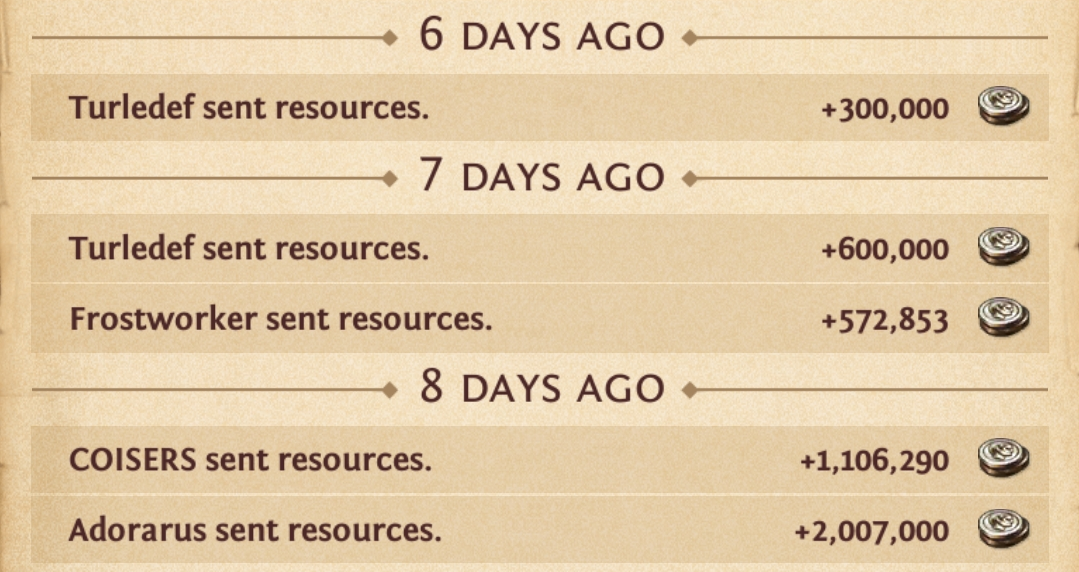 6 DAYS AGO
Turledef sent resources. +300,000
7 DAYS AGO
Turledef sent resources. +600,000
Frostworker sent resources. +572,853
8 DAYS AGO
COISERS sent resources. +1,106,290
Adorarus sent resources. +2,007,000